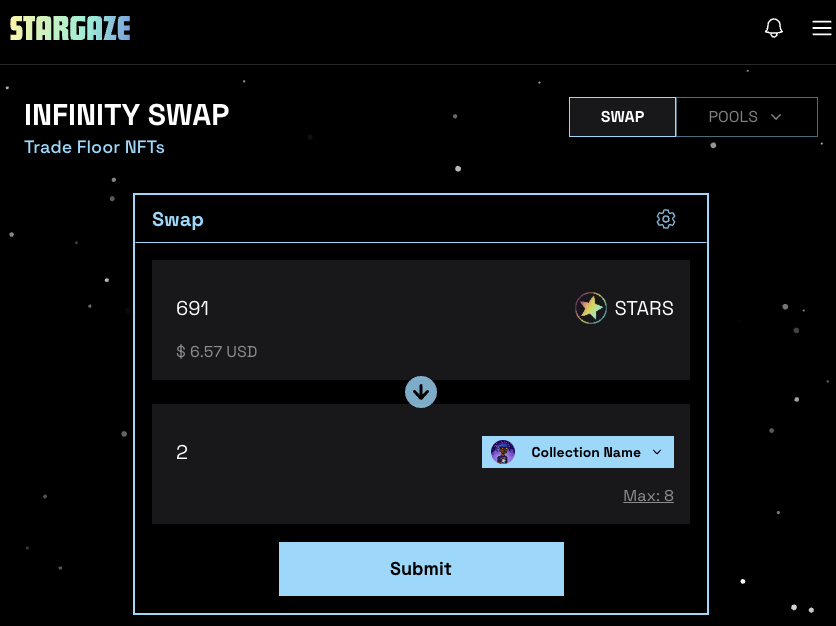 STARGAZE
INFINITY SWAP
Trade Floor NFTs
SWAP
POOLS
Swap
691
STARS
$ 6.57 USD
2
Collection Name
Max: 8
Submit